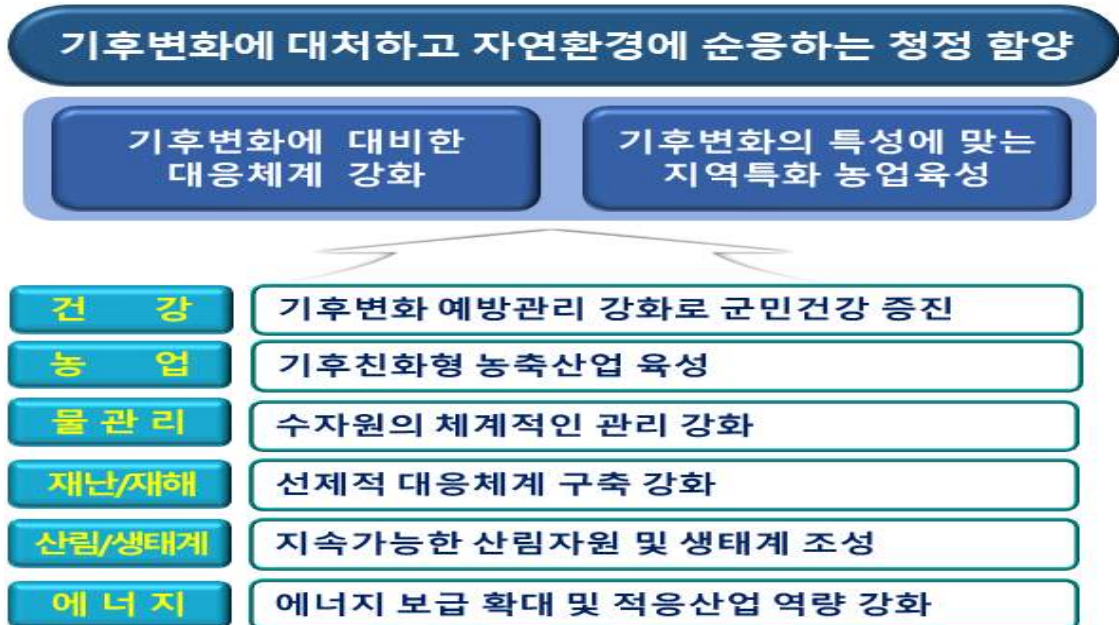 기후변화에 대처하고 자연환경에 순응하는 청정 함양
기후변화에 대비한
대응체계 강화
기후변화의 특성에 맞는
지역특화 농업육성
건 강
기후변화 예방관리 강화로 군민건강 증진
농 업
기후친화형 농축산업 육성
물 관 리
수자원의 체계적인 관리 강화
재난/재해
선제적 대응체계 구축 강화
산림/생태계
지속가능한 산림자원 및 생태계 조성
에 너 지
에너지 보급 확대 및 적응산업 역량 강화